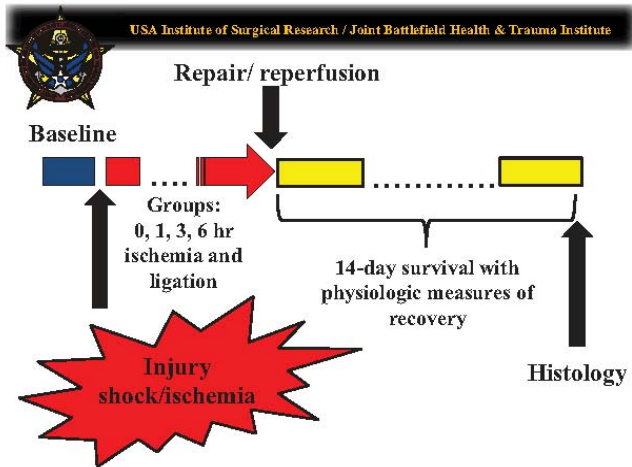 USA Institute of Surgical Research / Joint Battlefield Health & Trauma Institute
Repair/ reperfusion
Baseline
Groups:
0, 1, 3, 6 hr
ischemia and
ligation
14-day survival with
physiologic measures of
recovery
Injury
shock/ischemia
Histology